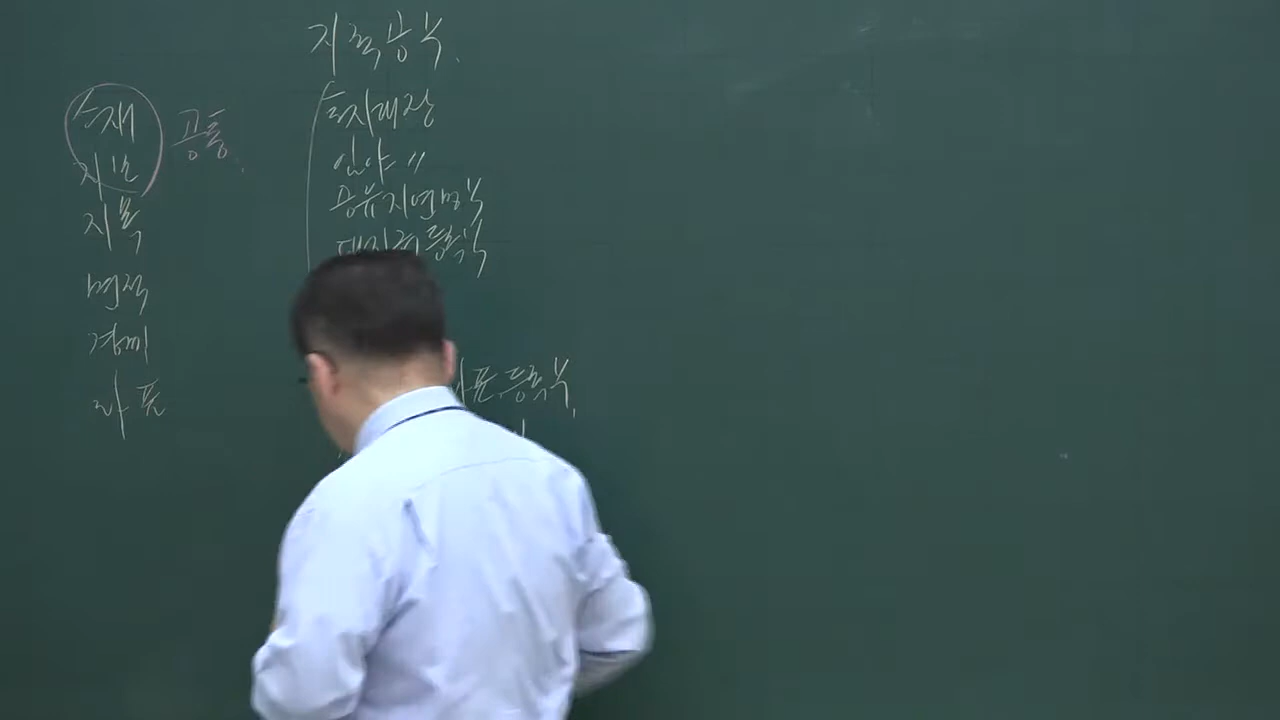 지적공부.
소재
공통
지번
지목
면적
경계
좌표
토지대장
임야 〃
공유지연명부
대지권등록부
좌표등록부